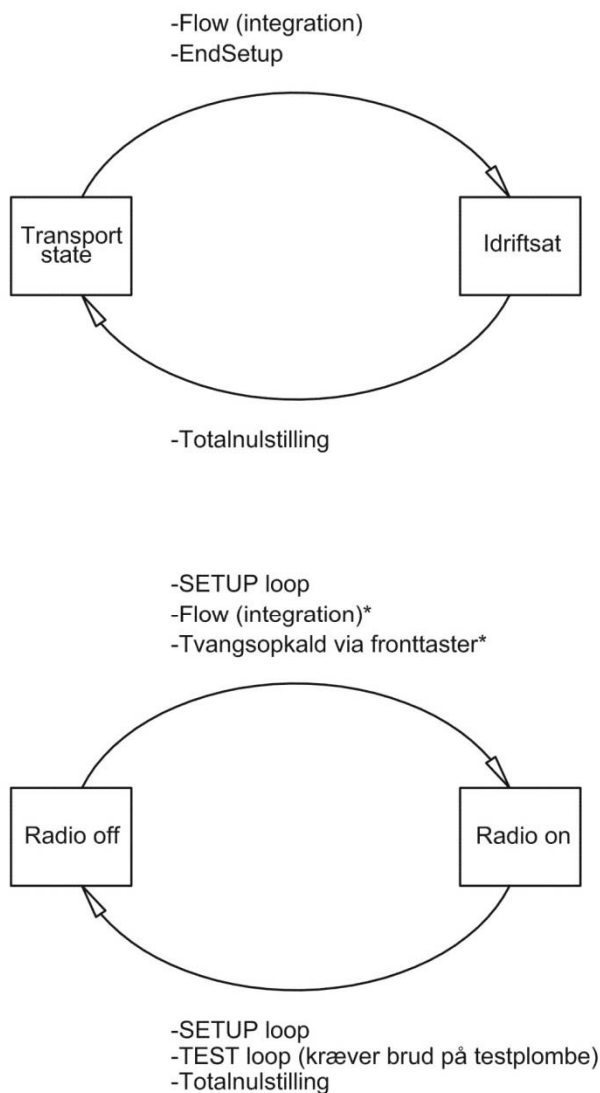 -Flow (integration)
-EndSetup
Transport
state
Idriftsat
-Totalnulstilling
-SETUP loop
-Flow (integration)*
-Tvangsopkald via fronttaster*
Radio off
Radio on
-SETUP loop
-TEST loop (kræver brud på testplombe)
-Totalnulstilling